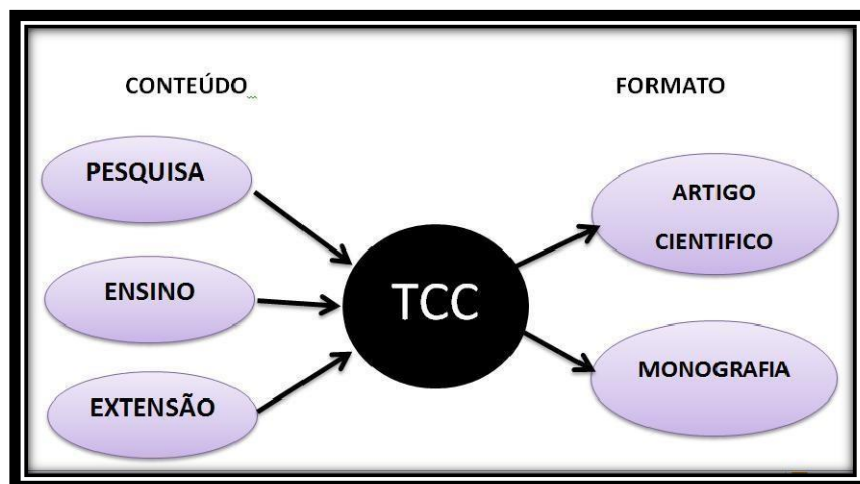 CONTEÚDO
FORMATO
PESQUISA
ENSINO
EXTENSÃO
TCC
ARTIGO
CIENTIFICO
MONOGRAFIA